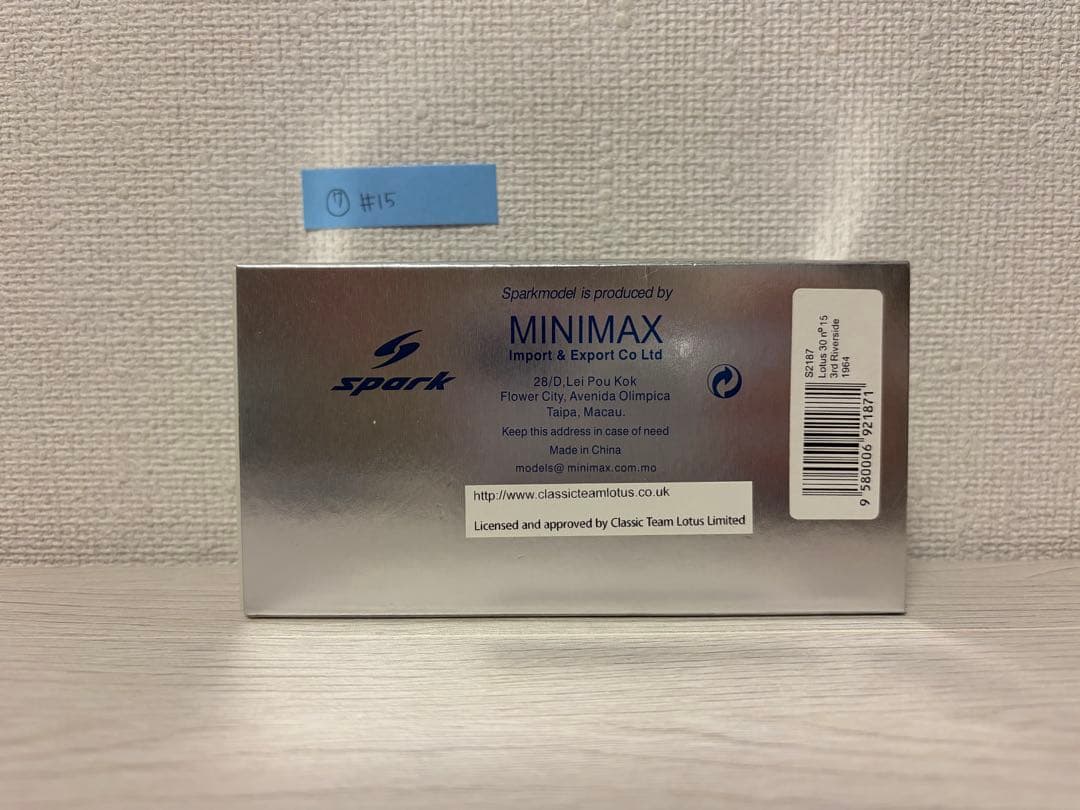 ⑦ #15
Sparkmodel is produced by
MINIMAX
Import & Export Co Ltd
spark
28/D,Lei Pou Kok
Flower City, Avenida Olimpica
Taipa, Macau.
Keep this address in case of need
Made in China
models@ minimax.com.mo
http://www.classicteamlotus.co.uk
Licensed and approved by Classic Team Lotus Limited
S2187
Lotus 30 nº15
3rd Riverside
1964
9 580006 921871